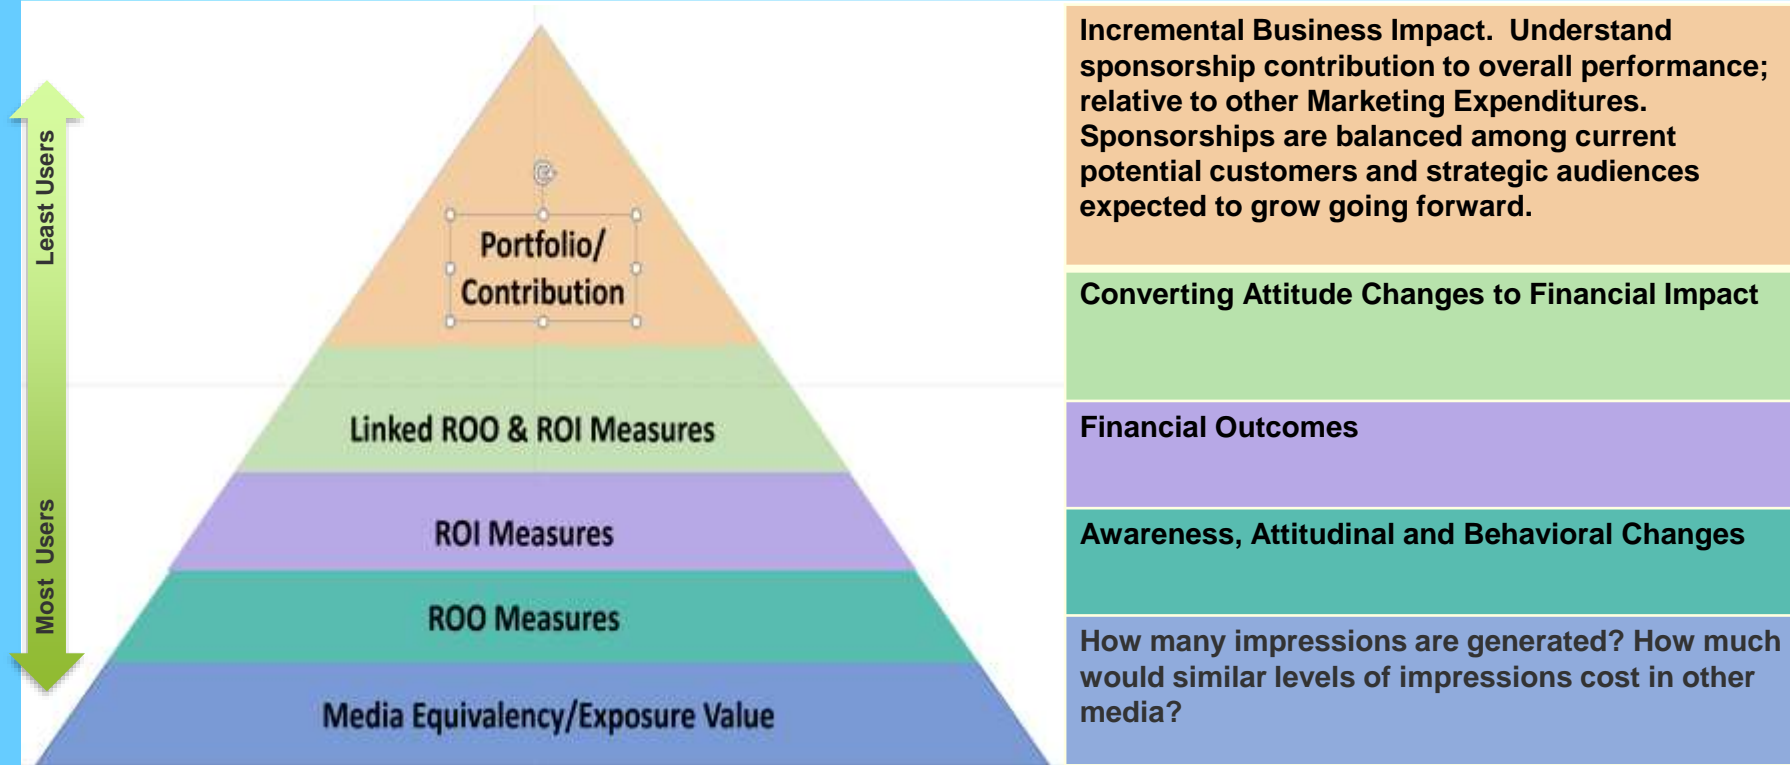 Least Users
Most Users
Portfolio/
Contribution
Linked ROO & ROI Measures
ROI Measures
ROO Measures
Media Equivalency/Exposure Value
Incremental Business Impact. Understand
sponsorship contribution to overall performance;
relative to other Marketing Expenditures.
Sponsorships are balanced among current
potential customers and strategic audiences
expected to grow going forward.
Converting Attitude Changes to Financial Impact
Financial Outcomes
Awareness, Attitudinal and Behavioral Changes
How many impressions are generated? How much
would similar levels of impressions cost in other
media?